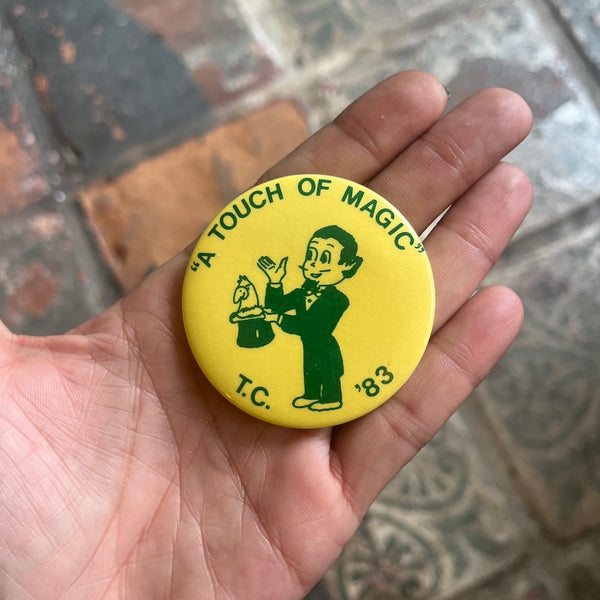 "A TOUCH OF MAGIC"
T.C. '83